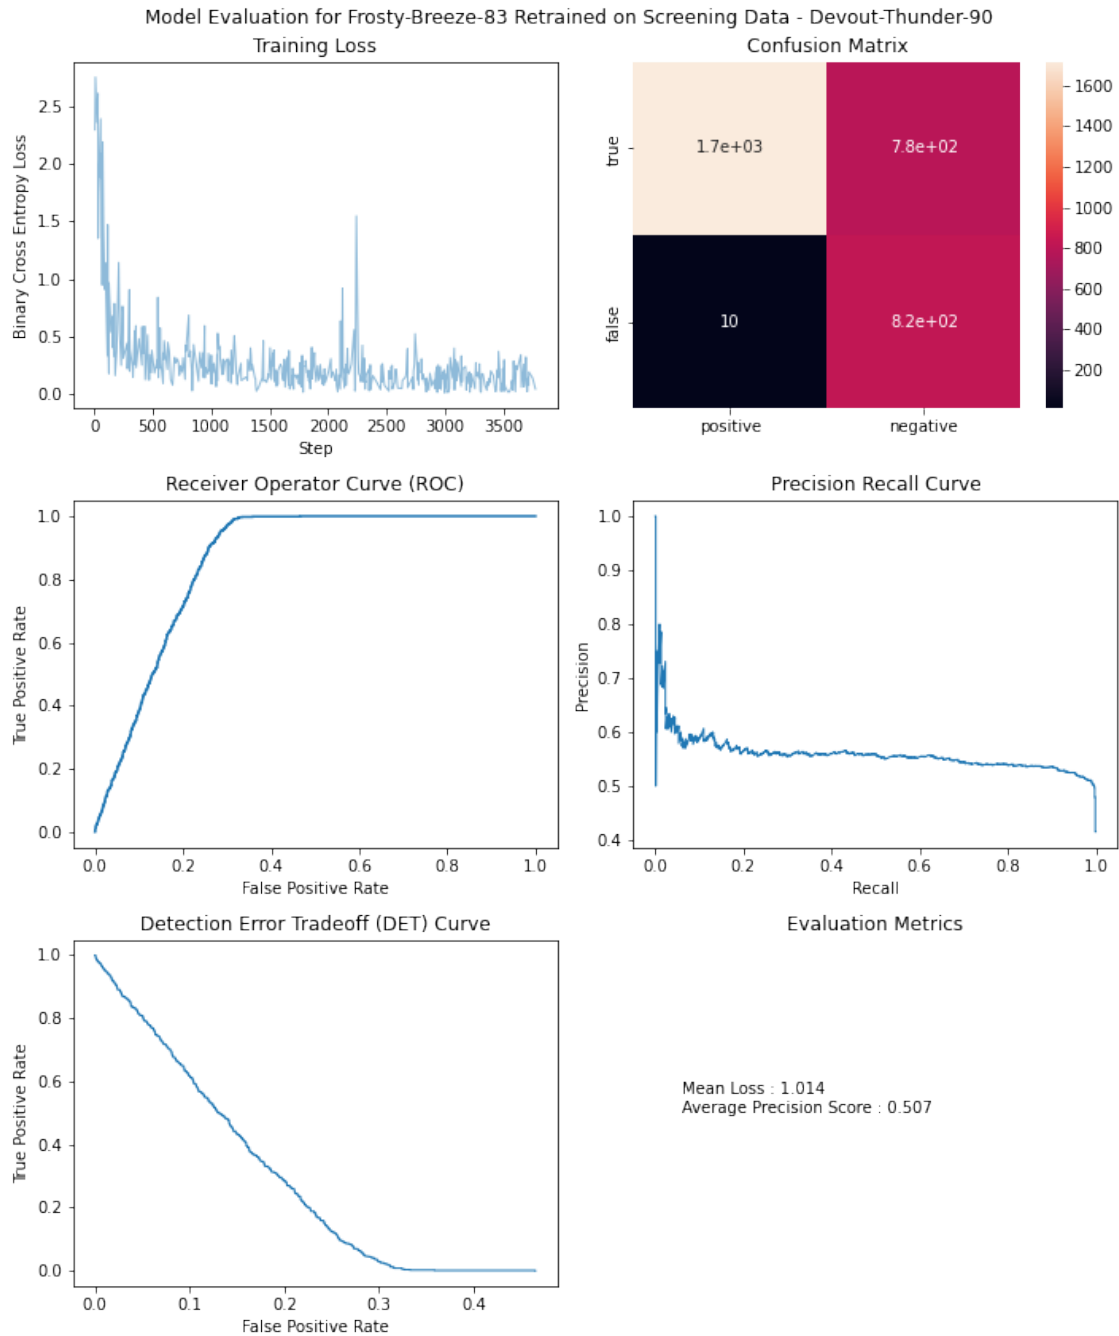 Model Evaluation for Frosty-Breeze-83 Retrained on Screening Data - Devout-Thunder-90
Training Loss
Binary Cross Entropy Loss
2.5
2.0
1.5
1.0
0.5
0.0
0 500 1000 1500 2000 2500 3000 3500
Step
Confusion Matrix
true
false
1.7e+03 7.8e+02
10 8.2e+02
positive negative
1600
1400
1200
1000
800
600
400
200
Receiver Operator Curve (ROC)
True Positive Rate
1.0
0.8
0.6
0.4
0.2
0.0
0.0 0.2 0.4 0.6 0.8 1.0
False Positive Rate
Precision Recall Curve
Precision
1.0
0.9
0.8
0.7
0.6
0.5
0.4
0.0 0.2 0.4 0.6 0.8 1.0
Recall
Detection Error Tradeoff (DET) Curve
True Positive Rate
1.0
0.8
0.6
0.4
0.2
0.0
0.0 0.1 0.2 0.3 0.4
False Positive Rate
Evaluation Metrics
Mean Loss : 1.014
Average Precision Score : 0.507